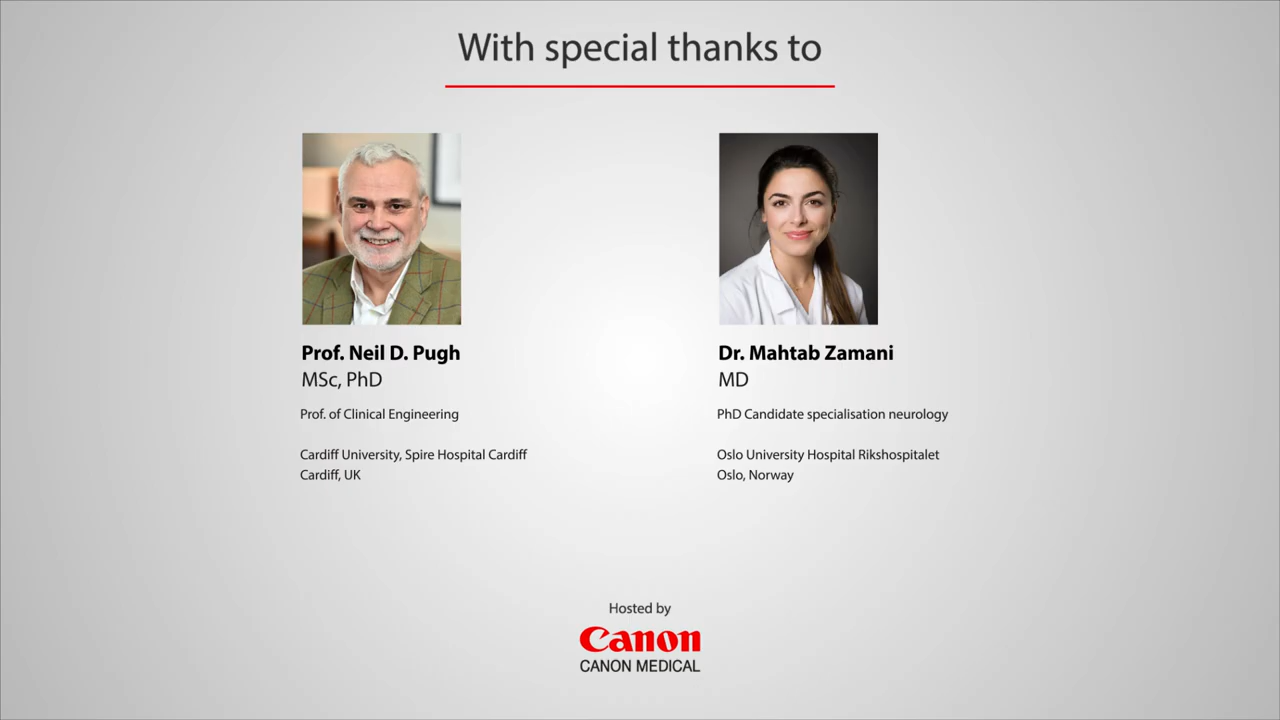 With special thanks to
Prof. Neil D. Pugh
MSc, PhD
Prof. of Clinical Engineering
Cardiff University, Spire Hospital Cardiff
Cardiff, UK
Dr. Mahtab Zamani
MD
PhD Candidate specialisation neurology
Oslo University Hospital Rikshospitalet
Oslo, Norway
Hosted by
Canon
CANON MEDICAL